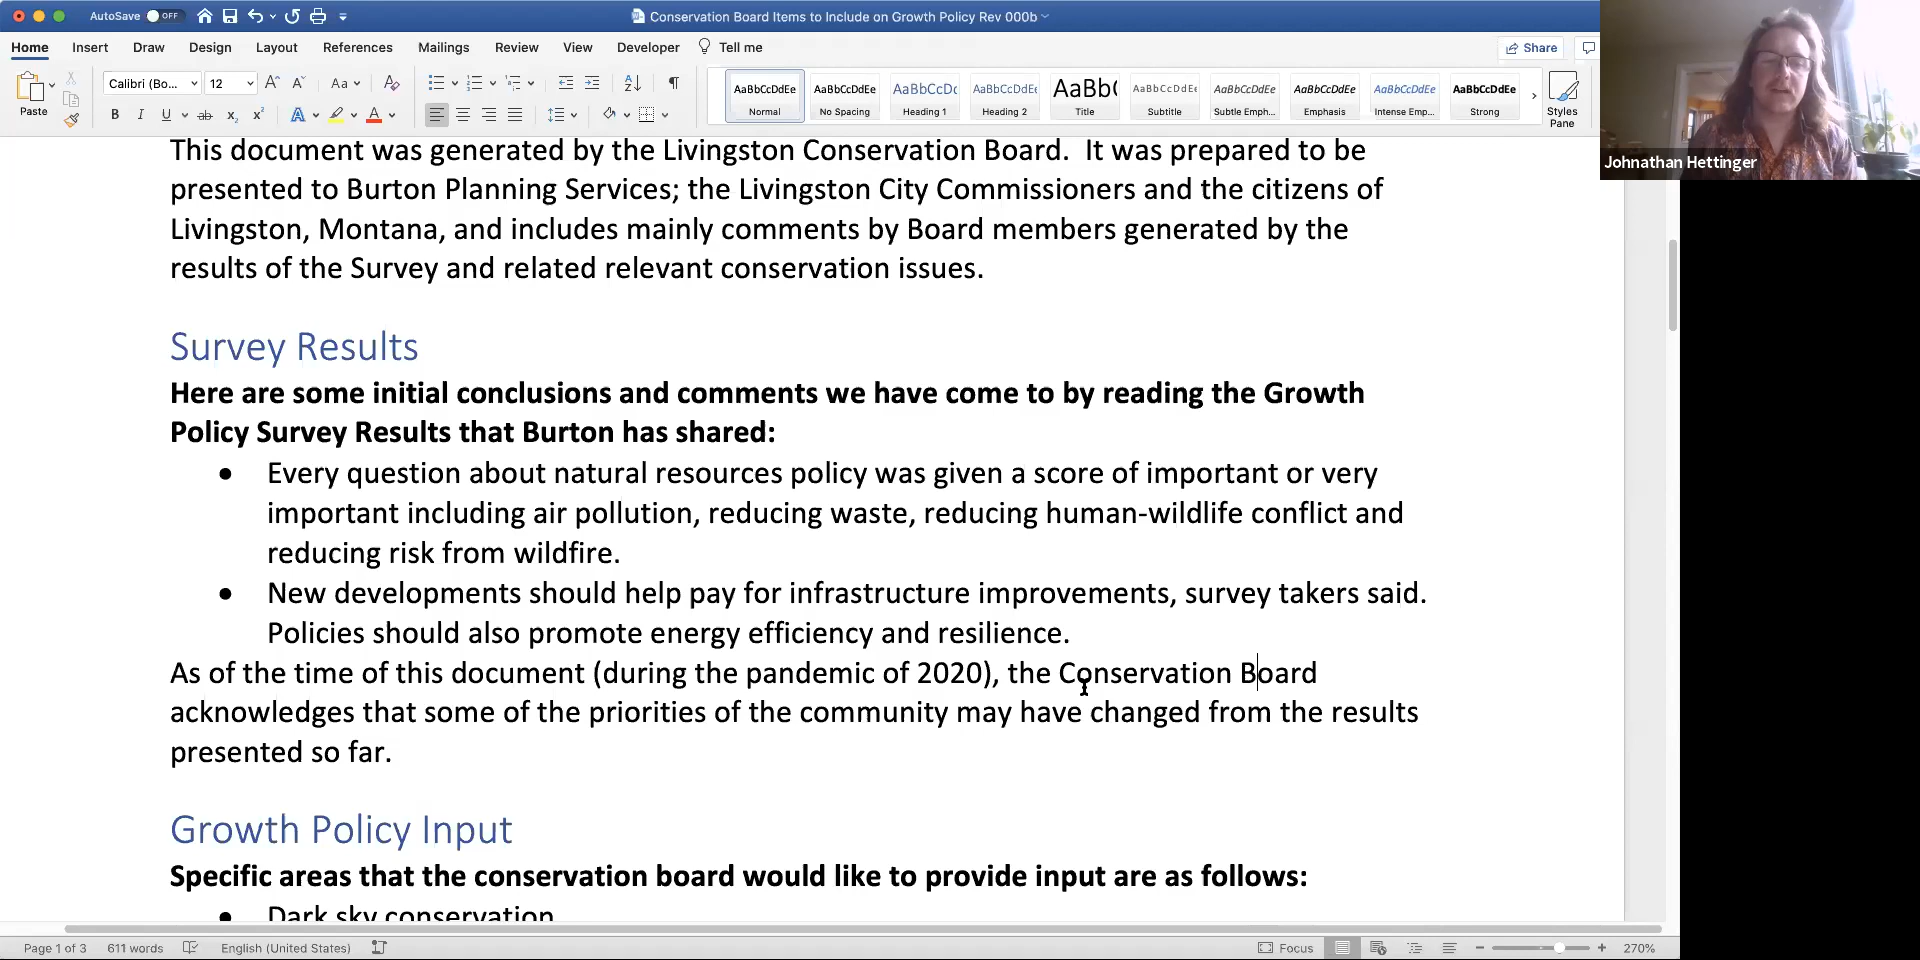 AutoSave OFF
Conservation Board Items to Include on Growth Policy Rev 000b
Home Insert Draw Design Layout References Mailings Review View Developer Tell me Share
Paste
Calibri (Bo... 12 Aa
B I U ab x₂ x² A A
AaBbCcDdEe AaBbCcDdEe AaBbCcDc AaBbCcDdEe AaBb( AaBbCcDdEe AaBbCcDdEe AaBbCcDdEe AaBbCcDdEe AaBbCcDdEe
Normal No Spacing Heading 1 Heading 2 Title Subtitle Subtle Emph... Emphasis Intense Emp... Strong
Styles
Pane
Johnathan Hettinger
This document was generated by the Livingston Conservation Board. It was prepared to be
presented to Burton Planning Services; the Livingston City Commissioners and the citizens of
Livingston, Montana, and includes mainly comments by Board members generated by the
results of the Survey and related relevant conservation issues.
Survey Results
Here are some initial conclusions and comments we have come to by reading the Growth
Policy Survey Results that Burton has shared:
• Every question about natural resources policy was given a score of important or very
important including air pollution, reducing waste, reducing human-wildlife conflict and
reducing risk from wildfire.
• New developments should help pay for infrastructure improvements, survey takers said.
Policies should also promote energy efficiency and resilience.
As of the time of this document (during the pandemic of 2020), the Conservation Board
acknowledges that some of the priorities of the community may have changed from the results
presented so far.
Growth Policy Input
Specific areas that the conservation board would like to provide input are as follows:
• Dark sky conservation
Page 1 of 3 611 words English (United States) Focus 270%